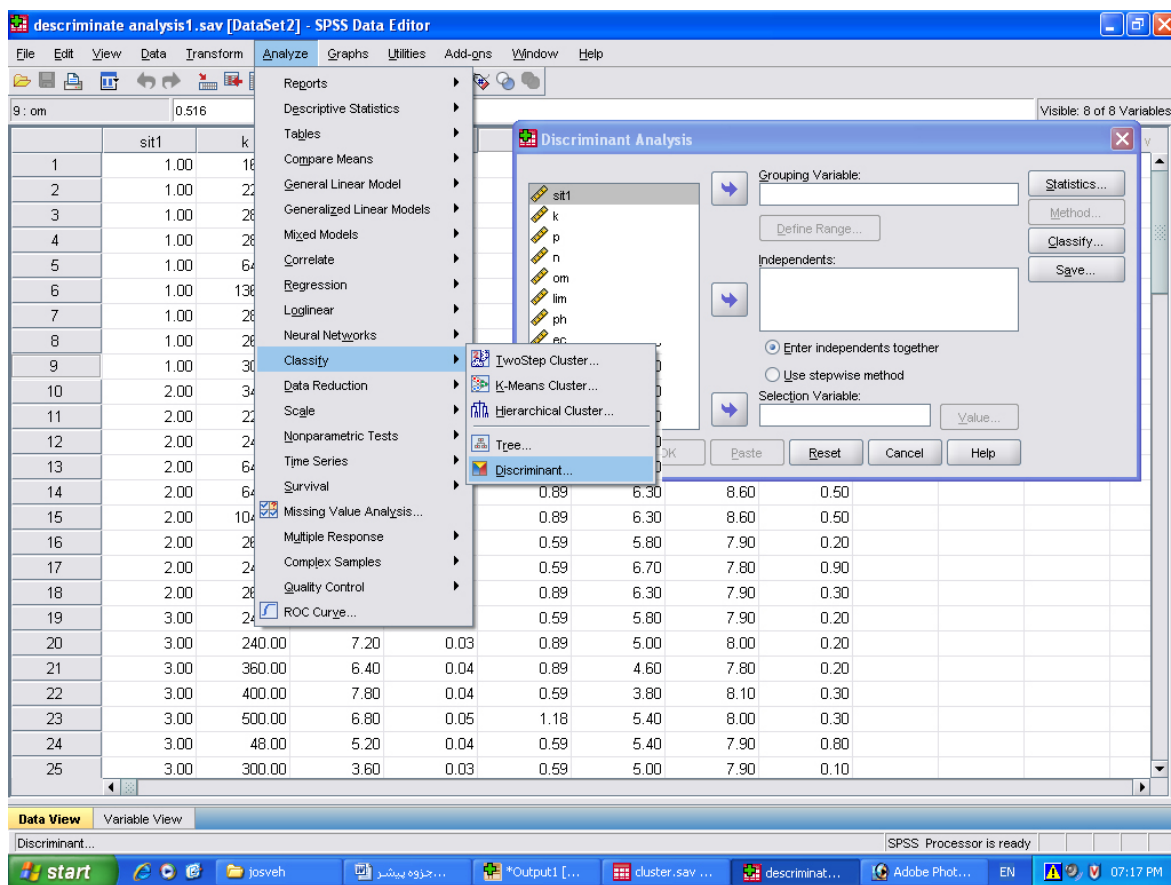 descriminate analysis1.sav [DataSet2] - SPSS Data Editor
File Edit View Data Transform Analyze Graphs Utilities Add-ons Window Help
9 : om 0.516 Visible: 8 of 8 Variables
sit1 k
1 1.00
2 1.00
3 1.00
4 1.00
5 1.00
6 1.00
7 1.00
8 1.00
9 1.00
10 2.00
11 2.00
12 2.00
13 2.00
14 2.00 0.89 6.30 8.60 0.50
15 2.00 0.89 6.30 8.60 0.50
16 2.00 0.59 5.80 7.90 0.20
17 2.00 0.59 6.70 7.80 0.90
18 2.00 0.89 6.30 7.90 0.30
19 3.00 0.59 5.80 7.90 0.20
20 3.00 240.00 7.20 0.03 0.89 5.00 8.00 0.20
21 3.00 360.00 6.40 0.04 0.89 4.60 7.80 0.20
22 3.00 400.00 7.80 0.04 0.59 3.80 8.10 0.30
23 3.00 500.00 6.80 0.05 1.18 5.40 8.00 0.30
24 3.00 48.00 5.20 0.04 0.59 5.40 7.90 0.80
25 3.00 300.00 3.60 0.03 0.59 5.00 7.90 0.10
Reports
Descriptive Statistics
Tables
Compare Means
General Linear Model
Generalized Linear Models
Mixed Models
Correlate
Regression
Loglinear
Neural Networks
Classify
Data Reduction
Scale
Nonparametric Tests
Time Series
Survival
Missing Value Analysis...
Multiple Response
Complex Samples
Quality Control
ROC Curve...
TwoStep Cluster...
K-Means Cluster...
Hierarchical Cluster...
Tree...
Discriminant...
Discriminant Analysis
sit1
k
p
n
om
lim
ph
ec
Grouping Variable:
Define Range...
Independents:
Enter independents together
Use stepwise method
Selection Variable:
Value...
Statistics...
Method...
Classify...
Save...
OK Paste Reset Cancel Help
Data View Variable View
Discriminant... SPSS Processor is ready
start josveh جزوه پیشر... *Output1 [... cluster.sav ... descriminat... Adobe Phot... EN 07:17 PM